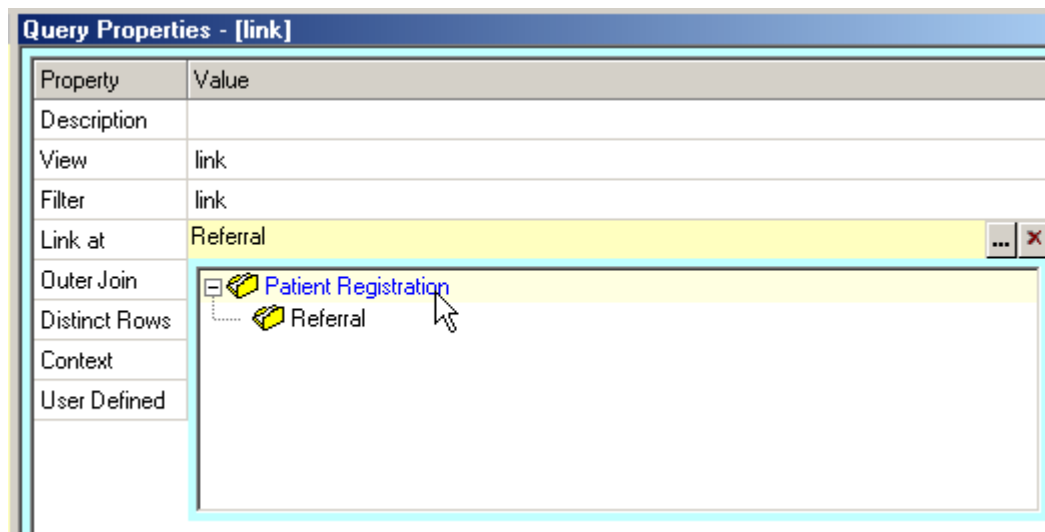 Query Properties - [link]
Property Value
Description
View link
Filter link
Link at Referral ...
Outer Join
Patient Registration
Distinct Rows
Referral
Context
User Defined